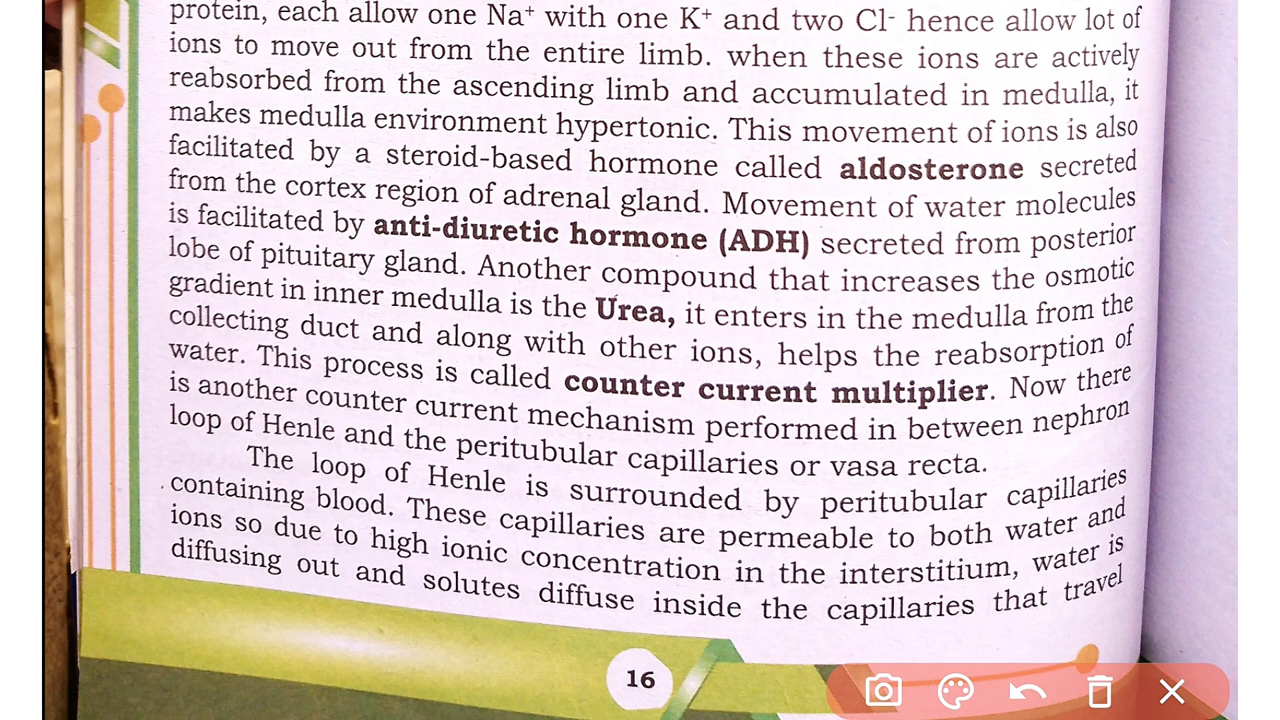 protein, each allow one Na⁺ with one K⁺ and two Cl⁻ hence allow lot of
ions to move out from the entire limb. when these ions are actively
reabsorbed from the ascending limb and accumulated in medulla, it
makes medulla environment hypertonic. This movement of ions is also
facilitated by a steroid-based hormone called aldosterone secreted
from the cortex region of adrenal gland. Movement of water molecules
is facilitated by anti-diuretic hormone (ADH) secreted from posterior
lobe of pituitary gland. Another compound that increases the osmotic
gradient in inner medulla is the Urea, it enters in the medulla from the
collecting duct and along with other ions, helps the reabsorption of
water. This process is called counter current multiplier. Now there
is another counter current mechanism performed in between nephron
loop of Henle and the peritubular capillaries or vasa recta.
The loop of Henle is surrounded by peritubular capillaries
containing blood. These capillaries are permeable to both water and
ions so due to high ionic concentration in the interstitium, water is
diffusing out and solutes diffuse inside the capillaries that travel
16